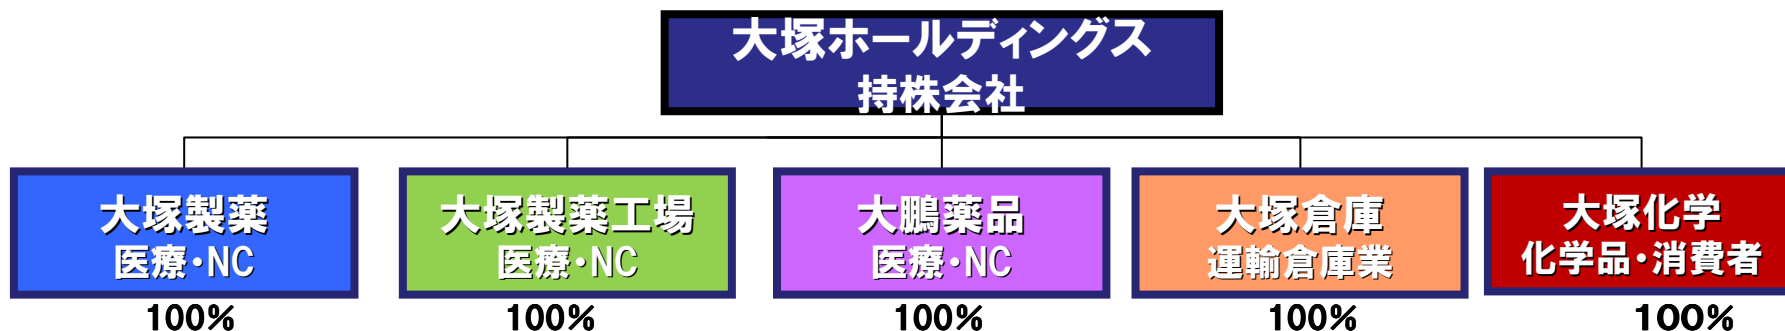 大塚ホールディングス
持株会社
大塚製薬
医療・NC
100%
大塚製薬工場
医療・NC
100%
大鵬薬品
医療・NC
100%
大塚倉庫
運輸倉庫業
100%
大塚化学
化学品・消費者
100%